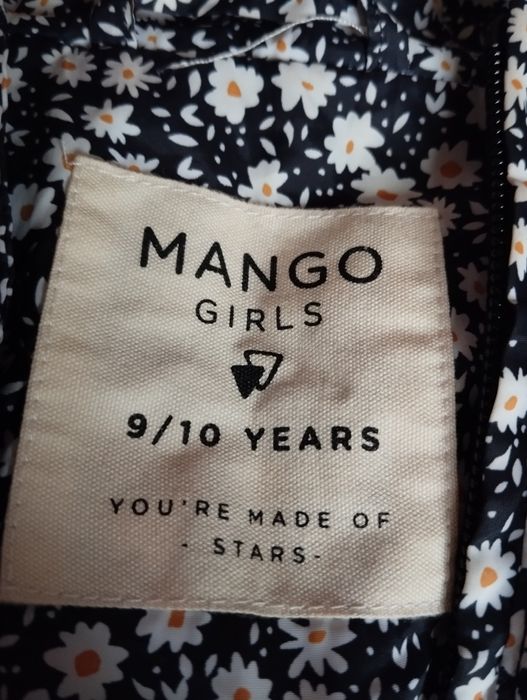 MANGO
GIRLS
9/10 YEARS
YOU'RE MADE OF
- STARS-